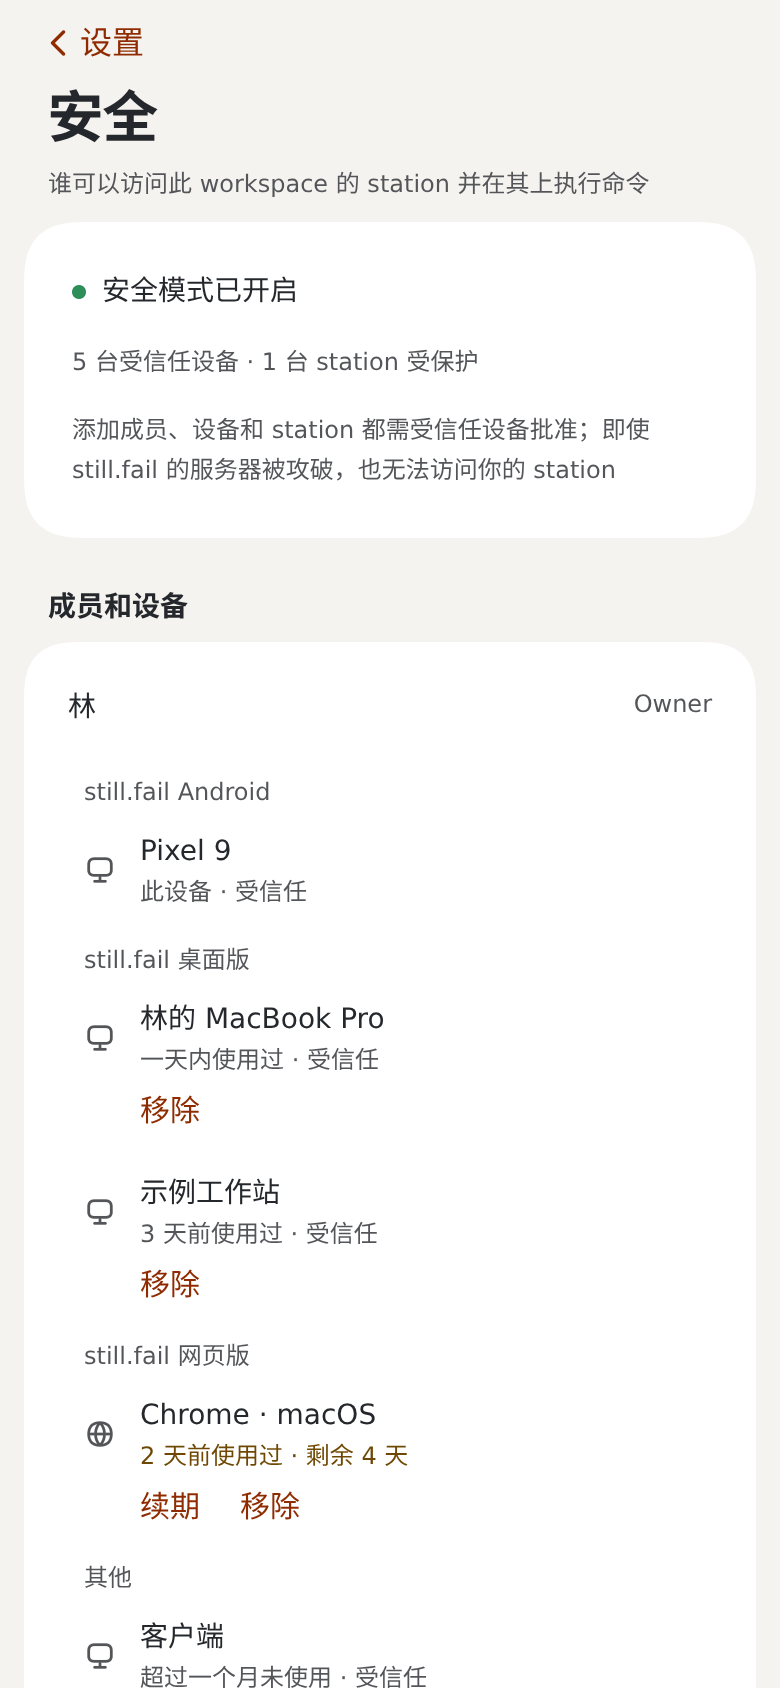 设置
安全
谁可以访问此 workspace 的 station 并在其上执行命令
安全模式已开启
5 台受信任设备 · 1 台 station 受保护
添加成员、设备和 station 都需受信任设备批准；即使
still.fail 的服务器被攻破，也无法访问你的 station
成员和设备
林
Owner
still.fail Android
Pixel 9
此设备 · 受信任
still.fail 桌面版
林的 MacBook Pro
一天内使用过 · 受信任
移除
示例工作站
3 天前使用过 · 受信任
移除
still.fail 网页版
Chrome · macOS
2 天前使用过 · 剩余 4 天
续期 移除
其他
客户端
超过一个月未使用 · 受信任